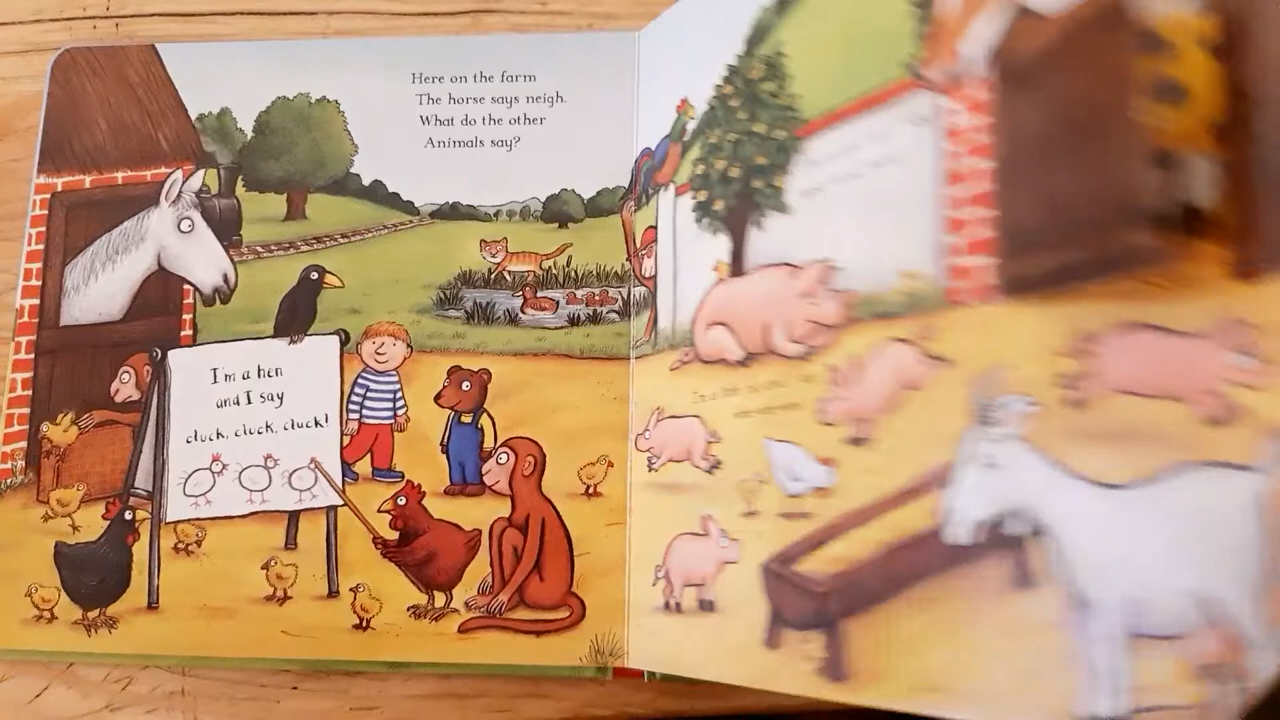 Here on the farm
The horse says neigh.
What do the other
Animals say?
I'm a hen
and I say
cluck, cluck, cluck!